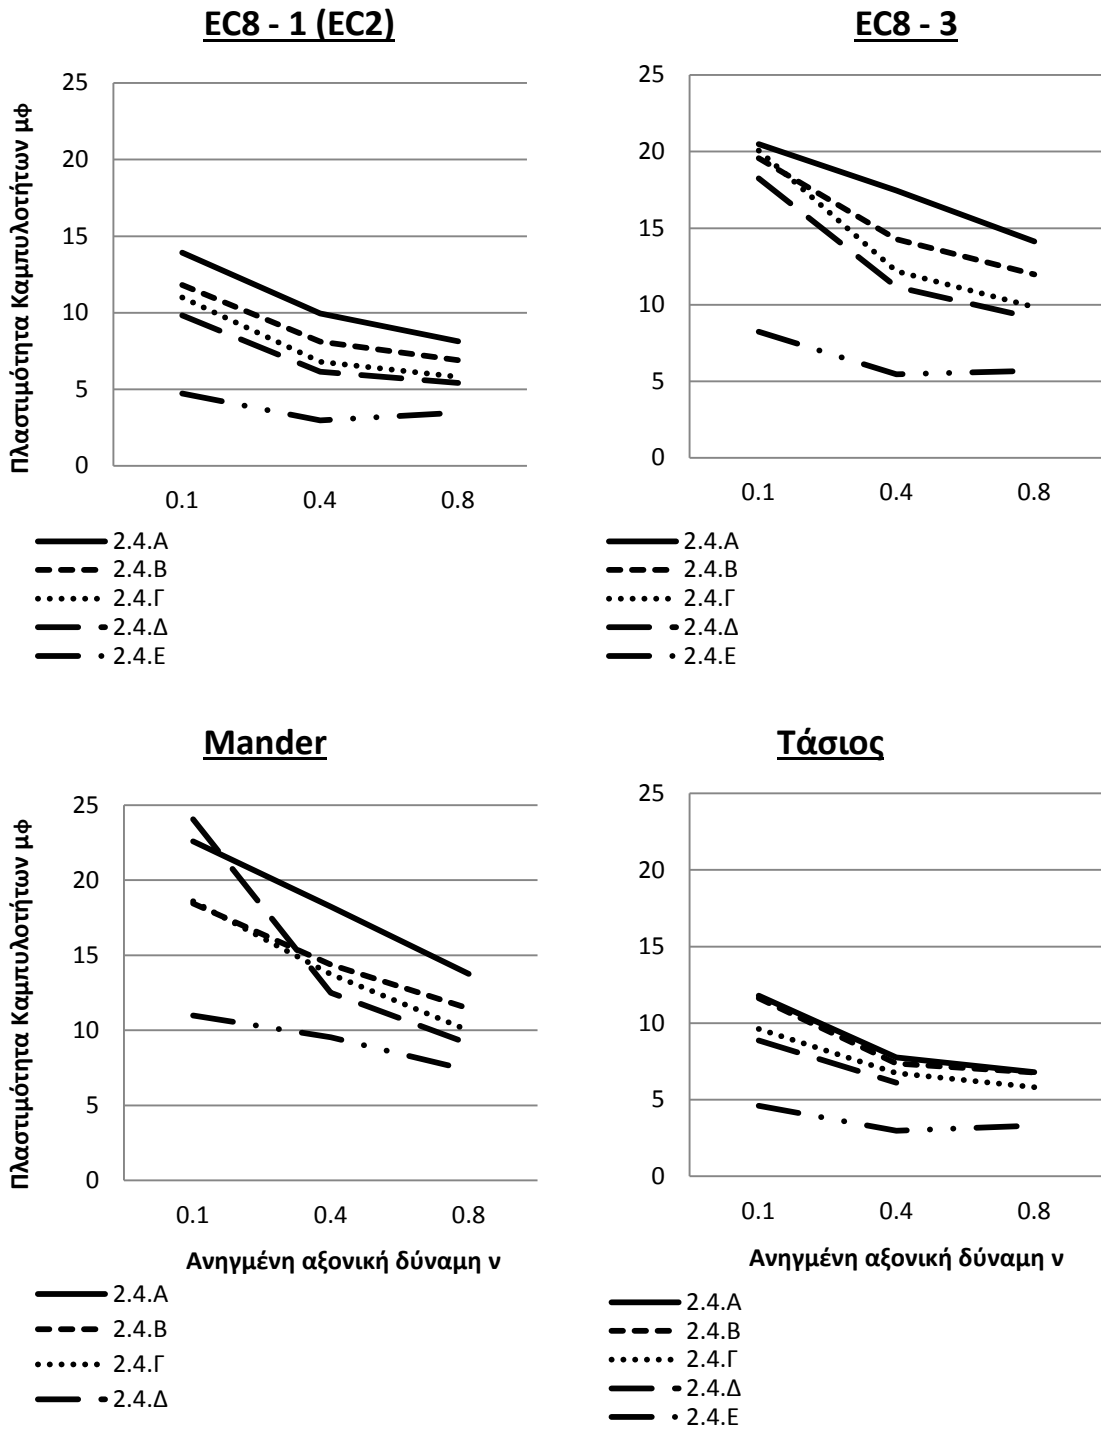 EC8 - 1 (EC2)
Πλαστιμότητα Καμπυλοτήτων μφ
25
20
15
10
5
0
0.1 0.4 0.8
2.4.Α
2.4.Β
2.4.Γ
2.4.Δ
2.4.Ε
EC8 - 3
25
20
15
10
5
0
0.1 0.4 0.8
2.4.Α
2.4.Β
2.4.Γ
2.4.Δ
2.4.Ε
Mander
Πλαστιμότητα Καμπυλοτήτων μφ
25
20
15
10
5
0
0.1 0.4 0.8
Ανηγμένη αξονική δύναμη ν
2.4.Α
2.4.Β
2.4.Γ
2.4.Δ
Τάσιος
25
20
15
10
5
0
0.1 0.4 0.8
Ανηγμένη αξονική δύναμη ν
2.4.Α
2.4.Β
2.4.Γ
2.4.Δ
2.4.Ε